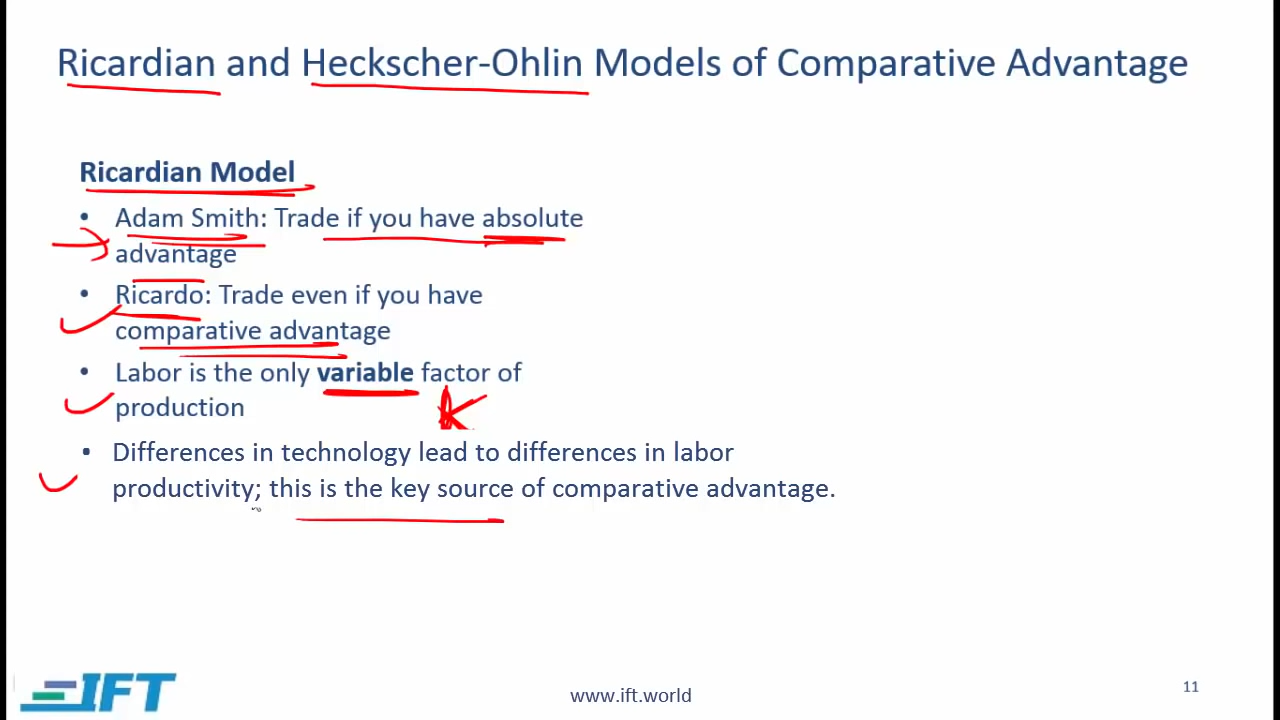 Ricardian and Heckscher-Ohlin Models of Comparative Advantage
Ricardian Model
• Adam Smith: Trade if you have absolute
advantage
• Ricardo: Trade even if you have
comparative advantage
• Labor is the only variable factor of
production
K
• Differences in technology lead to differences in labor
productivity; this is the key source of comparative advantage.
IFT
www.ift.world
11